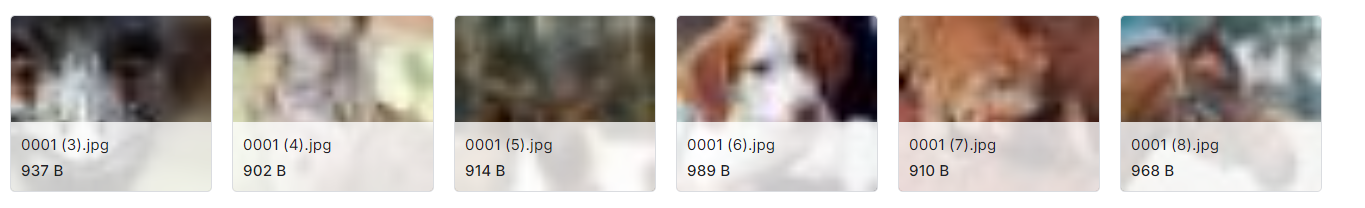 0001 (3).jpg
937 B
0001 (4).jpg
902 B
0001 (5).jpg
914 B
0001 (6).jpg
989 B
0001 (7).jpg
910 B
0001 (8).jpg
968 B